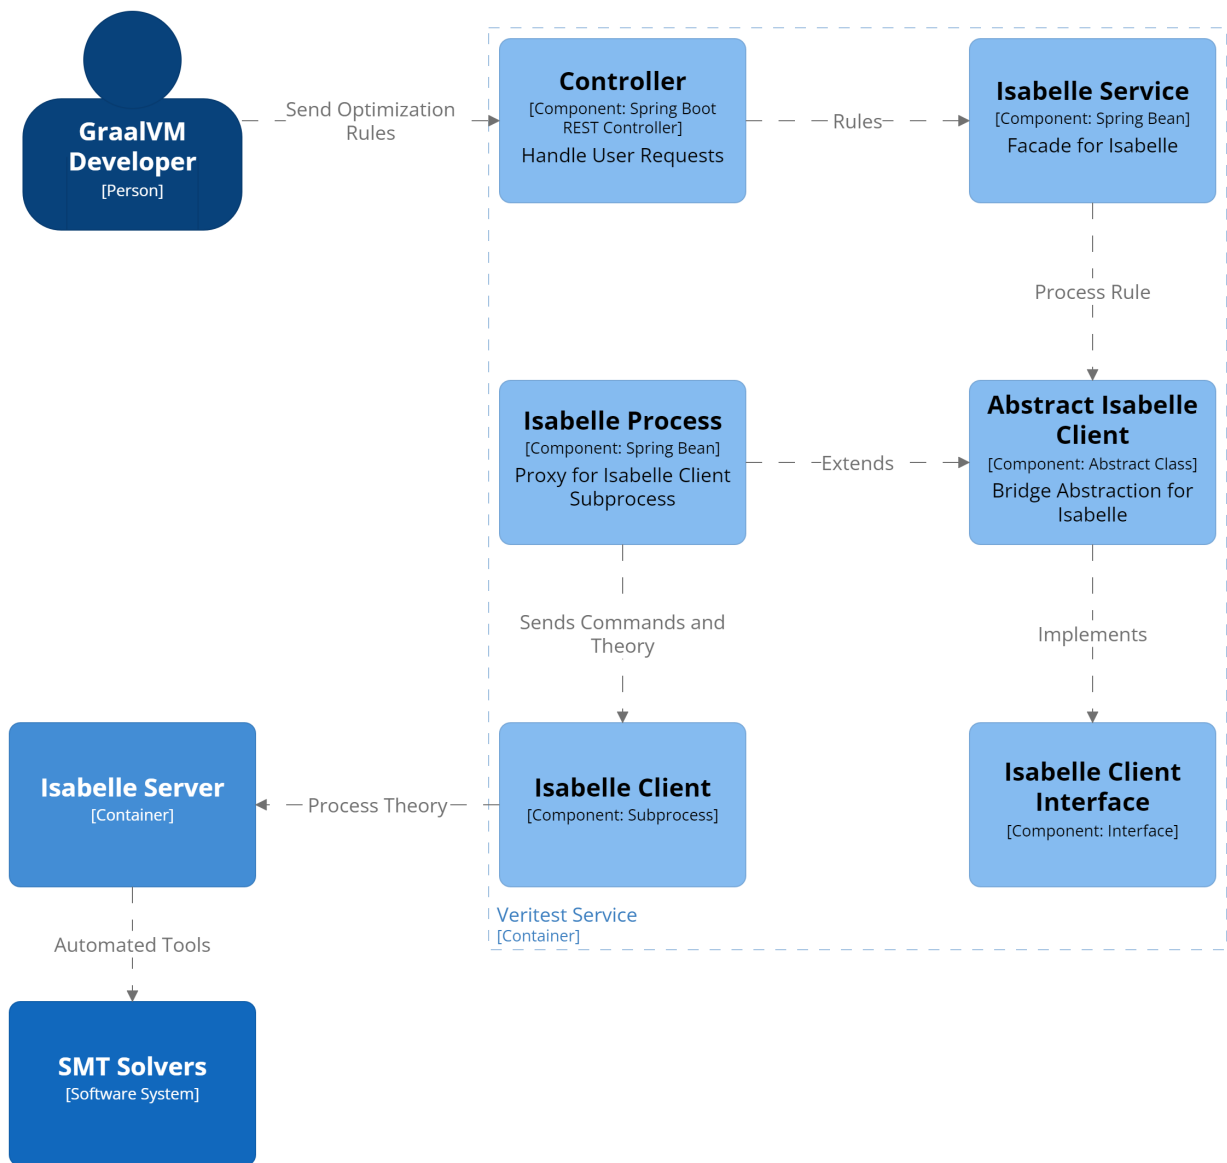 GraalVM
Developer
[Person]
Send Optimization
Rules
Controller
[Component: Spring Boot
REST Controller]
Handle User Requests
Rules
Isabelle Service
[Component: Spring Bean]
Facade for Isabelle
Process Rule
Isabelle Process
[Component: Spring Bean]
Proxy for Isabelle Client
Subprocess
Extends
Abstract Isabelle
Client
[Component: Abstract Class]
Bridge Abstraction for
Isabelle
Sends Commands and
Theory
Implements
Isabelle Server
[Container]
Process Theory
Isabelle Client
[Component: Subprocess]
Isabelle Client
Interface
[Component: Interface]
Veritest Service
[Container]
Automated Tools
SMT Solvers
[Software System]